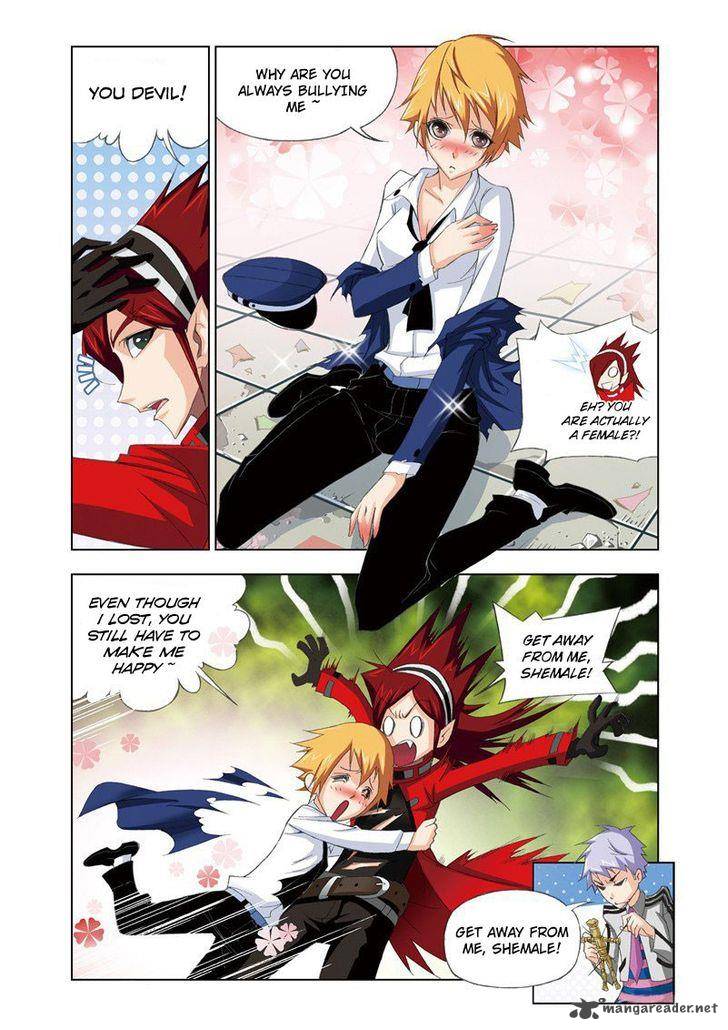 YOU DEVIL!
WHY ARE YOU
ALWAYS BULLYING
ME ~
EH? YOU
ARE ACTUALLY
A FEMALE?!
EVEN THOUGH
I LOST, YOU
STILL HAVE TO
MAKE ME
HAPPY ~
GET AWAY
FROM ME,
SHEMALE!
GET AWAY FROM
ME, SHEMALE!
mangareader.net